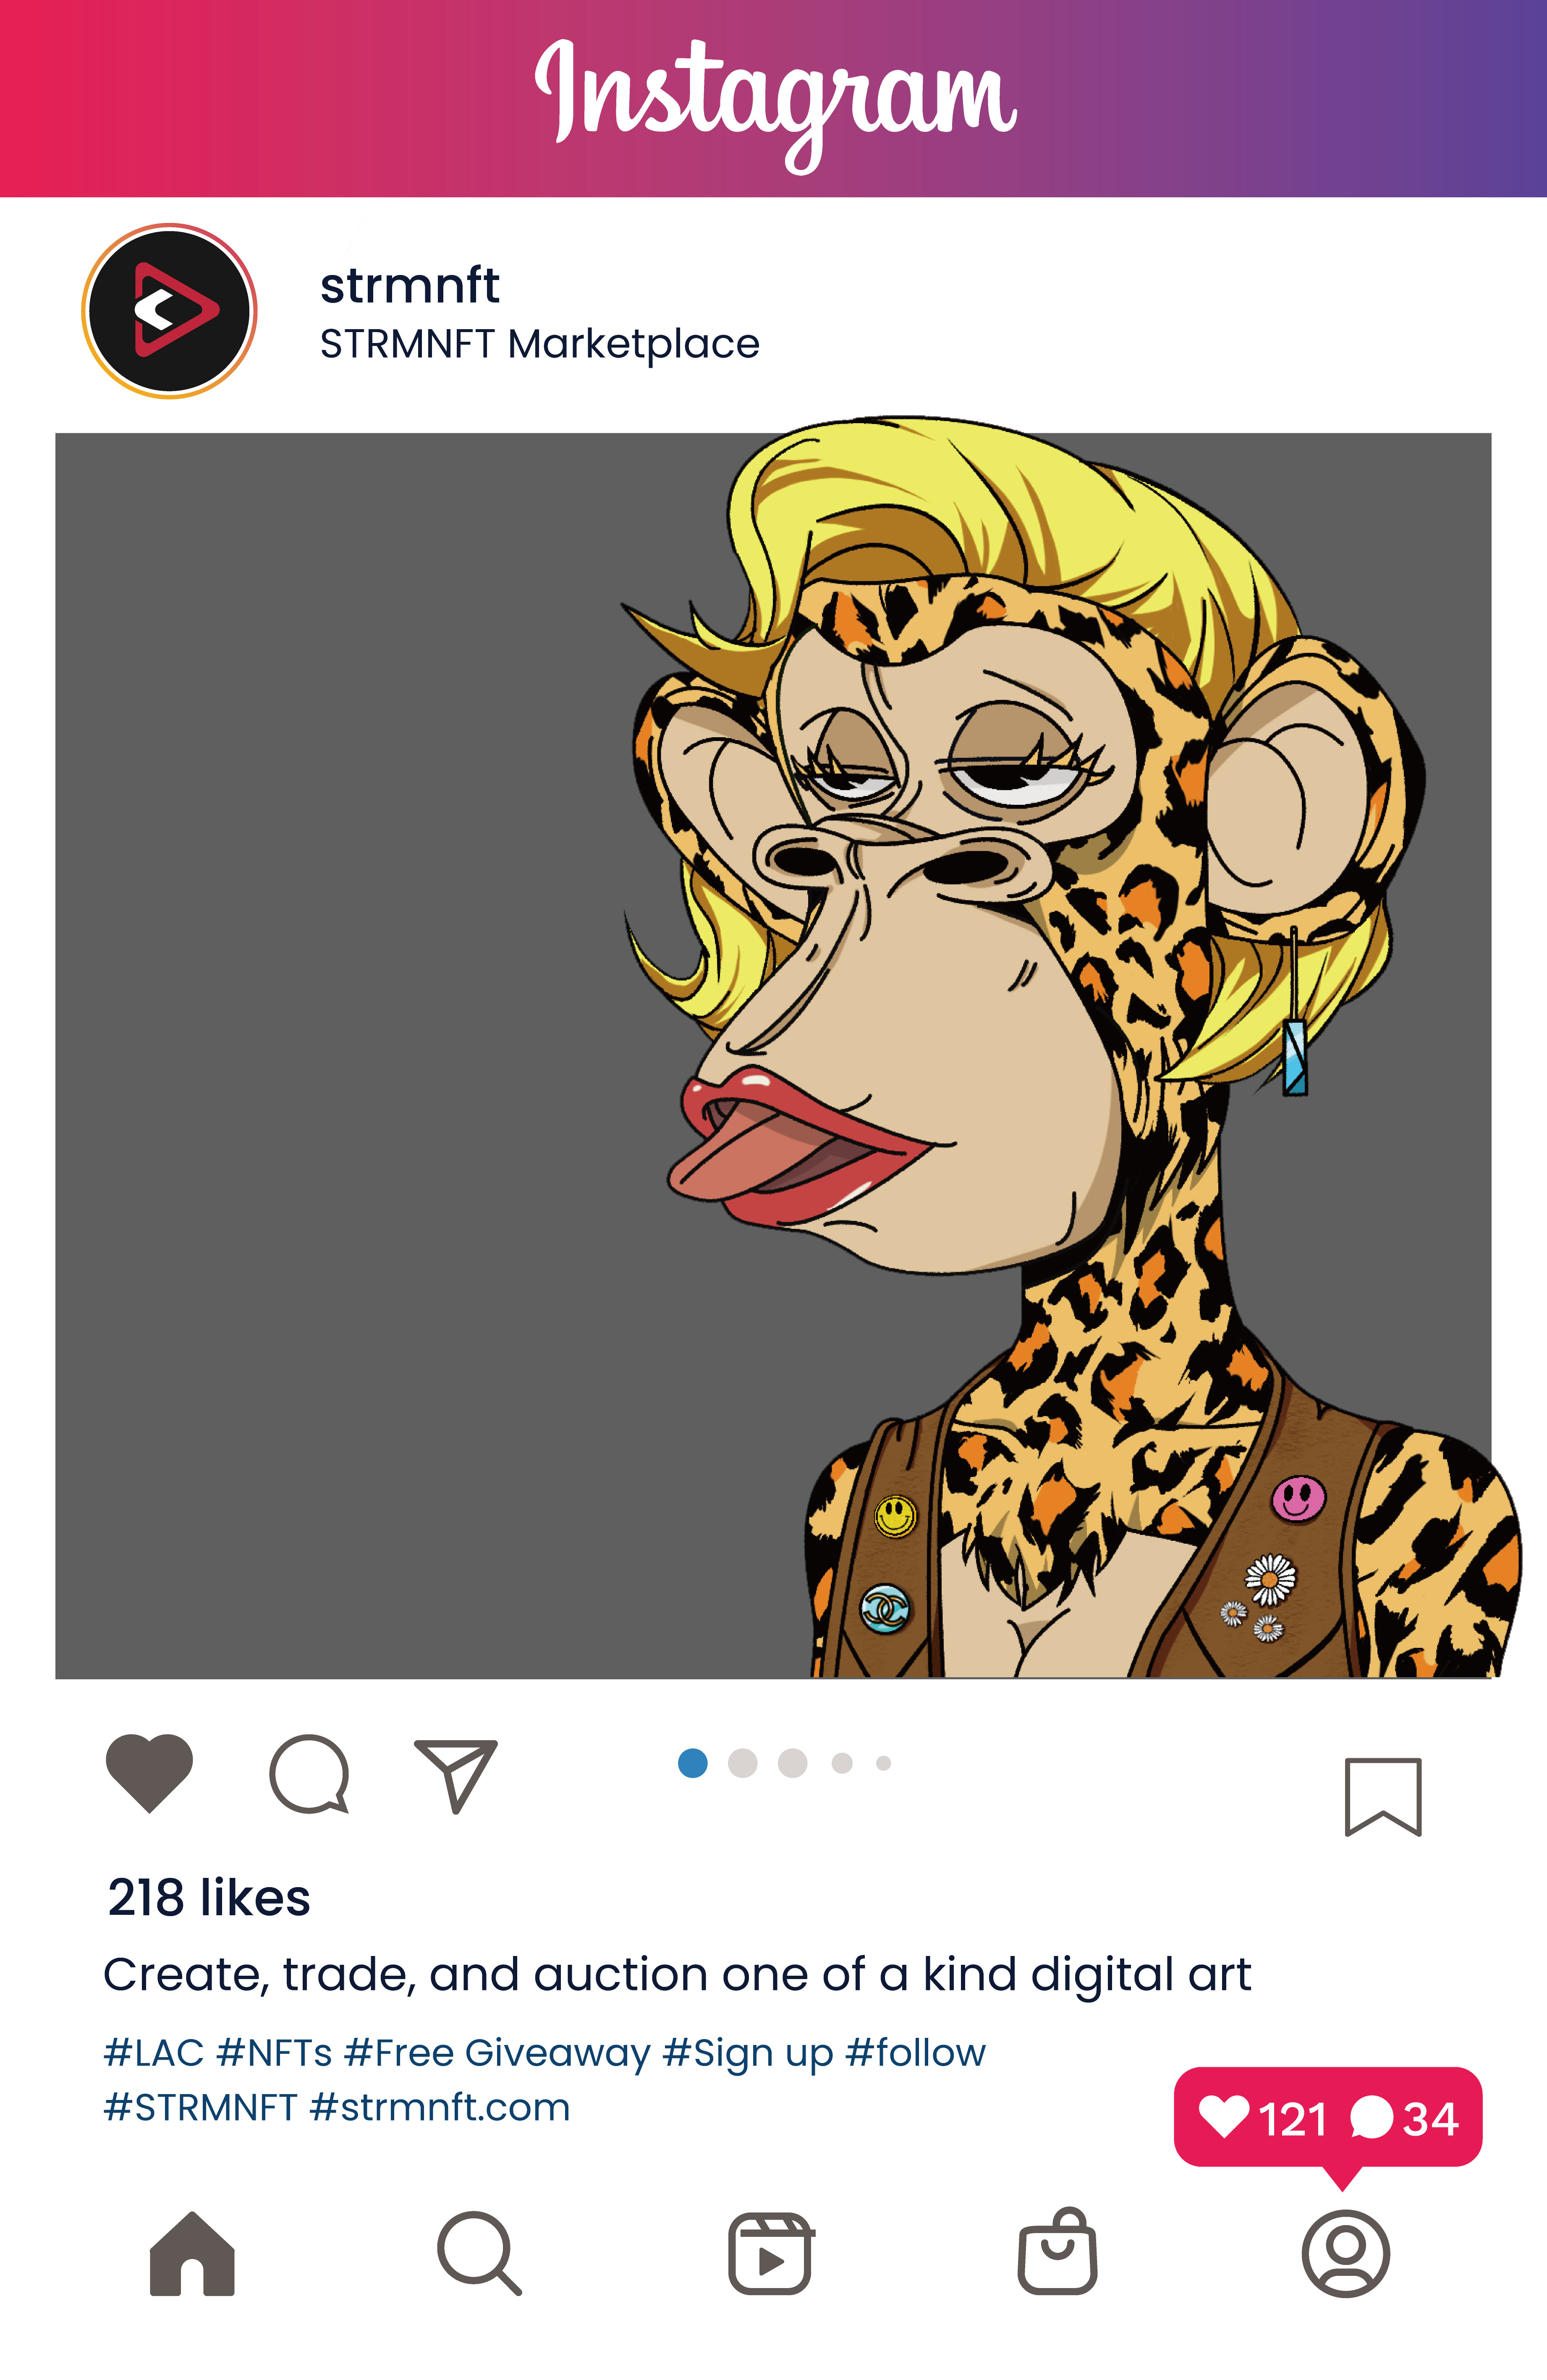 Instagram
strmnft
STRMNFT Marketplace
218 likes
Create, trade, and auction one of a kind digital art
#LAC #NFTs #Free Giveaway #Sign up #follow
#STRMNFT #strmnft.com
121 34